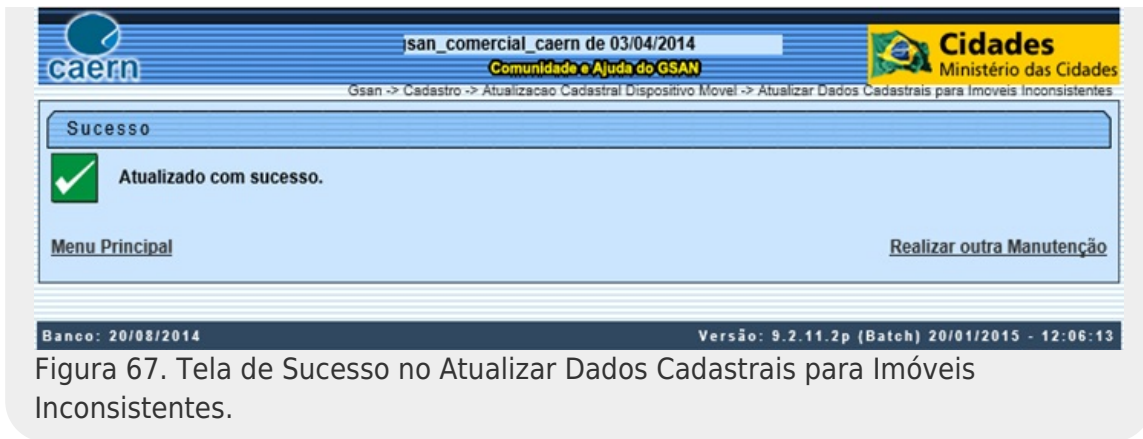 caern
gsan_comercial_caern de 03/04/2014
Comunidade e Ajuda do GSAN
Cidades
Ministério das Cidades
Gsan -> Cadastro -> Atualizacao Cadastral Dispositivo Movel -> Atualizar Dados Cadastrais para Imoveis Inconsistentes
Sucesso
Atualizado com sucesso.
Menu Principal
Realizar outra Manutenção
Banco: 20/08/2014
Versão: 9.2.11.2p (Batch) 20/01/2015 - 12:06:13
Figura 67. Tela de Sucesso no Atualizar Dados Cadastrais para Imóveis
Inconsistentes.